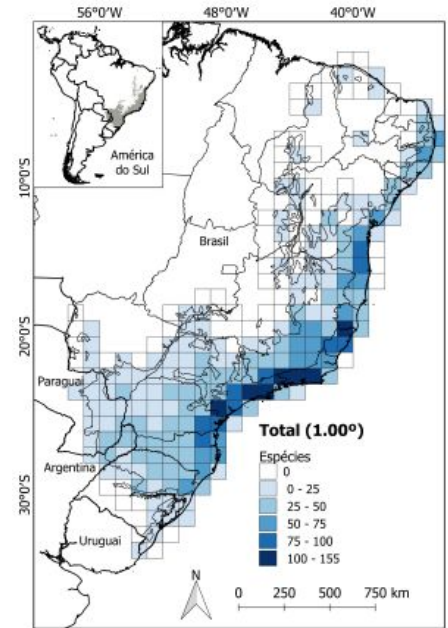 56°0'W 48°0'W 40°0'W
América
do Sul
10°0'S
Brasil
20°0'S
Paraguai
Total (1.00º)
Espécies
0
0 - 25
25 - 50
50 - 75
75 - 100
100 - 155
Argentina
30°0'S
Uruguai
N
0 250 500 750 km